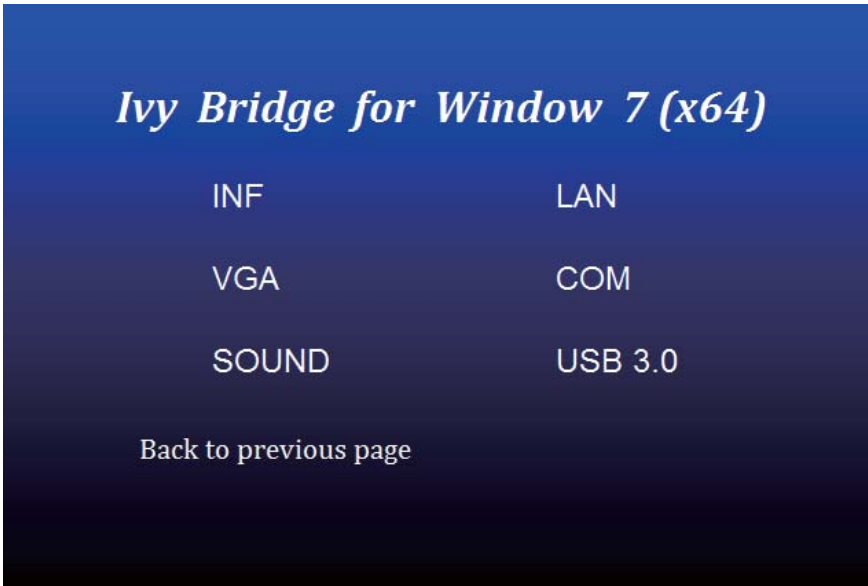 Ivy Bridge for Window 7 (x64)
INF LAN
VGA COM
SOUND USB 3.0
Back to previous page